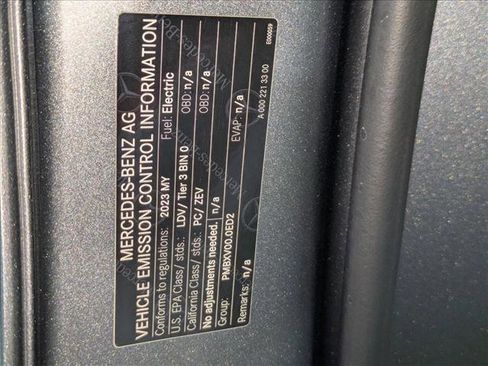 MERCEDES-BENZ AG
VEHICLE EMISSION CONTROL INFORMATION
Conforms to regulations: 2023 MY Fuel: Electric
U.S. EPA Class/ stds.: LDV/ Tier 3 BIN 0 OBD: n/a
California Class/ stds.: PC/ ZEV OBD: n/a
No adjustments needed. n/a
Group: PMBXV00.0ED2 EVAP: n/a
Remarks: n/a
A 000 221 33 00